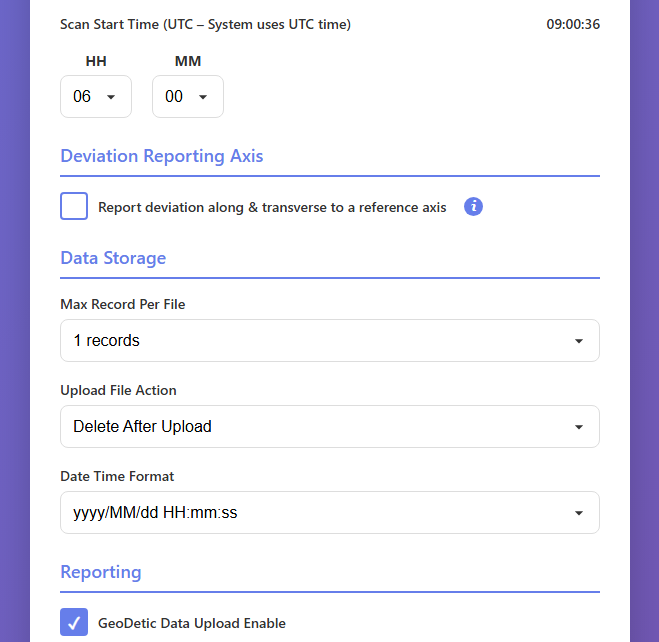 Scan Start Time (UTC – System uses UTC time) 09:00:36
HH MM
06 00
Deviation Reporting Axis
Report deviation along & transverse to a reference axis i
Data Storage
Max Record Per File
1 records
Upload File Action
Delete After Upload
Date Time Format
yyyy/MM/dd HH:mm:ss
Reporting
GeoDetic Data Upload Enable